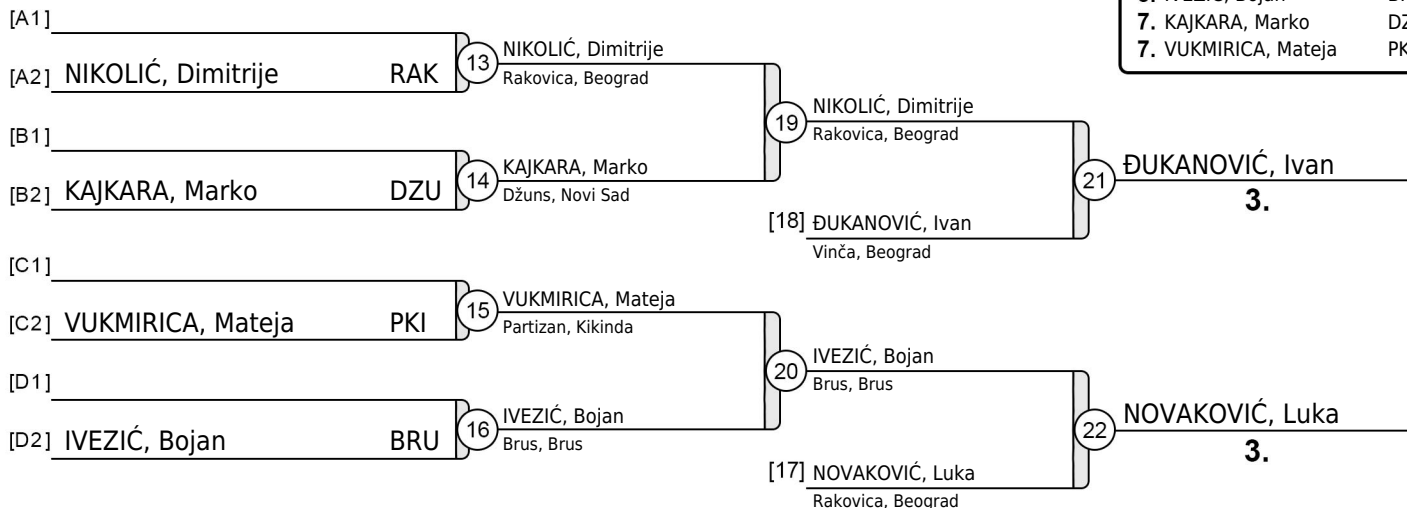 7. KAJKARA, Marko
7. VUKMIRICA, Mateja
[A1]
[A2] NIKOLIĆ, Dimitrije RAK
13
NIKOLIĆ, Dimitrije
Rakovica, Beograd
[B1]
[B2] KAJKARA, Marko DZU
14
KAJKARA, Marko
Džuns, Novi Sad
19
NIKOLIĆ, Dimitrije
Rakovica, Beograd
[18] ĐUKANOVIĆ, Ivan
Vinča, Beograd
21
ĐUKANOVIĆ, Ivan
3.
[C1]
[C2] VUKMIRICA, Mateja PKI
15
VUKMIRICA, Mateja
Partizan, Kikinda
[D1]
[D2] IVEZIĆ, Bojan BRU
16
IVEZIĆ, Bojan
Brus, Brus
20
IVEZIĆ, Bojan
Brus, Brus
[17] NOVAKOVIĆ, Luka
Rakovica, Beograd
22
NOVAKOVIĆ, Luka
3.